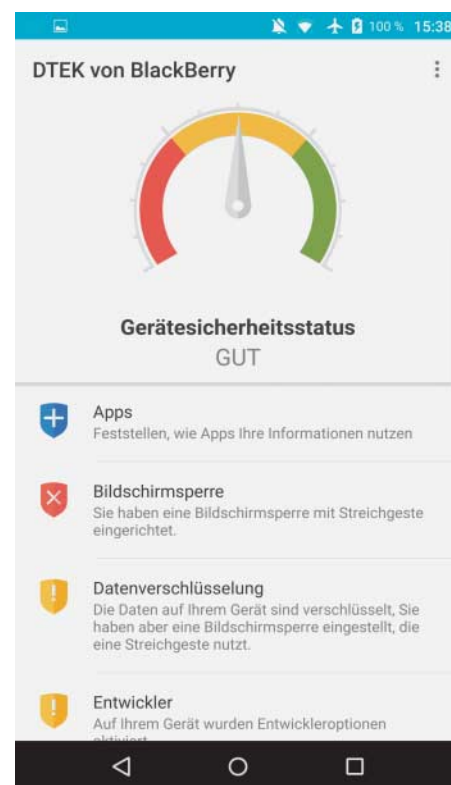 100 % 15:38
DTEK von BlackBerry
Gerätesicherheitsstatus
GUT
Apps
Feststellen, wie Apps Ihre Informationen nutzen
Bildschirmsperre
Sie haben eine Bildschirmsperre mit Streichgeste
eingerichtet.
Datenverschlüsselung
Die Daten auf Ihrem Gerät sind verschlüsselt, Sie
haben aber eine Bildschirmsperre eingestellt, die
eine Streichgeste nutzt.
Entwickler
Auf Ihrem Gerät wurden Entwickleroptionen